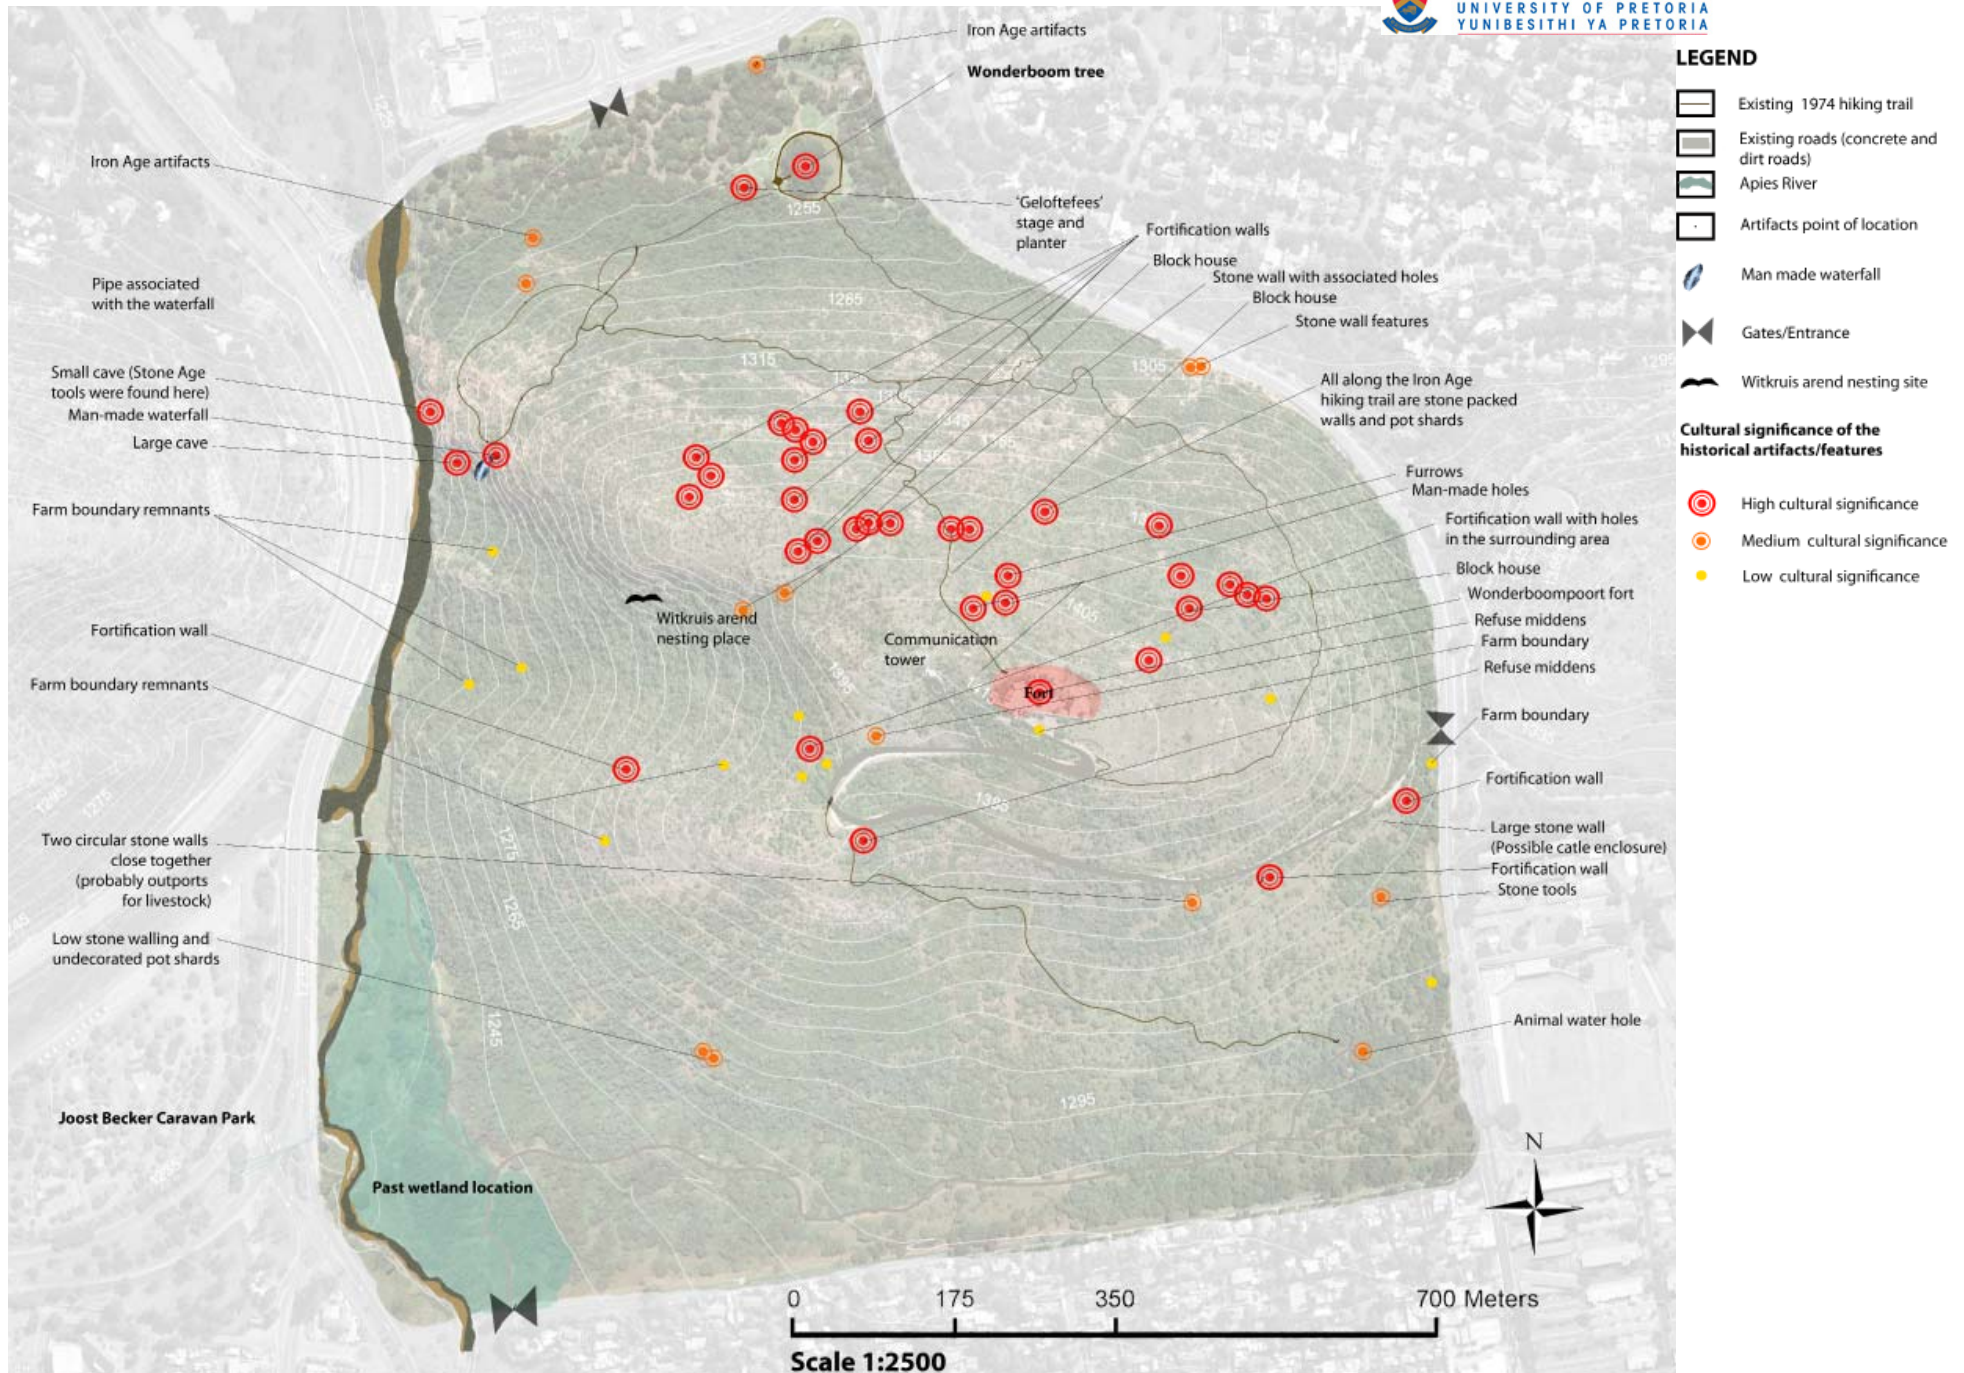 UNIVERSITY OF PRETORIA
YUNIBESITHI YA PRETORIA
LEGEND
Existing 1974 hiking trail
Existing roads (concrete and
dirt roads)
Apies River
Artifacts point of location
Man made waterfall
Gates/Entrance
Witkruis arend nesting site
Cultural significance of the
historical artifacts/features
High cultural significance
Medium cultural significance
Low cultural significance
Iron Age artifacts
Wonderboom tree
Iron Age artifacts
'Geloftefees'
stage and
planter
Fortification walls
Block house
Stone wall with associated holes
Block house
Stone wall features
Pipe associated
with the waterfall
Small cave (Stone Age
tools were found here)
Man-made waterfall
Large cave
All along the Iron Age
hiking trail are stone packed
walls and pot shards
Furrows
Man-made holes
Fortification wall with holes
in the surrounding area
Block house
Wonderboompoort fort
Refuse middens
Farm boundary
Refuse middens
Farm boundary
Fortification wall
Large stone wall
(Possible catle enclosure)
Fortification wall
Stone tools
Animal water hole
Farm boundary remnants
Fortification wall
Farm boundary remnants
Two circular stone walls
close together
(probably outports
for livestock)
Low stone walling and
undecorated pot shards
Witkruis arend
nesting place
Communication
tower
Fort
Joost Becker Caravan Park
Past wetland location
1255
1285
1315
1305
1405
1395
1385
1275
1265
1245
1295
1295
1275
N
0 175 350 700 Meters
Scale 1:2500